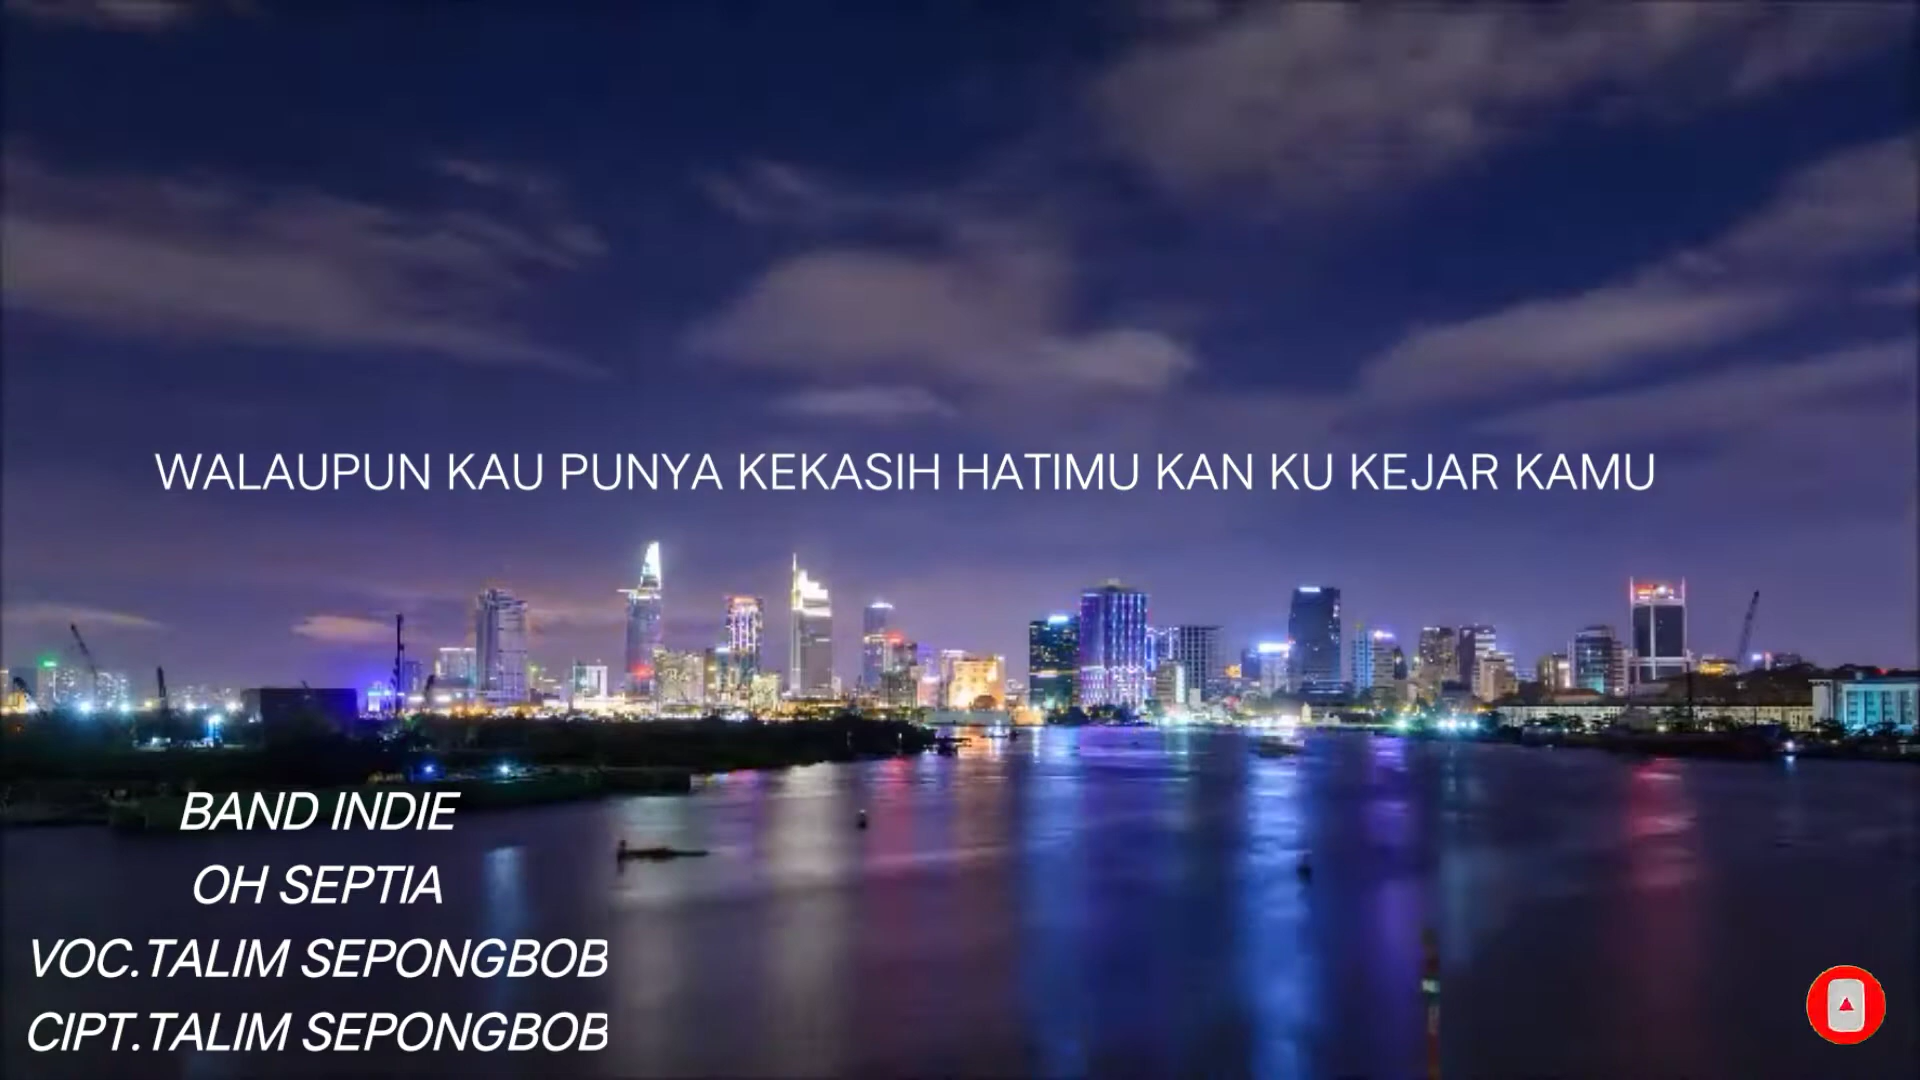 WALAUPUN KAU PUNYA KEKASIH HATIMU KAN KU KEJAR KAMU
BAND INDIE
OH SEPTIA
VOC.TALIM SEPONGBOB
CIPT.TALIM SEPONGBOB